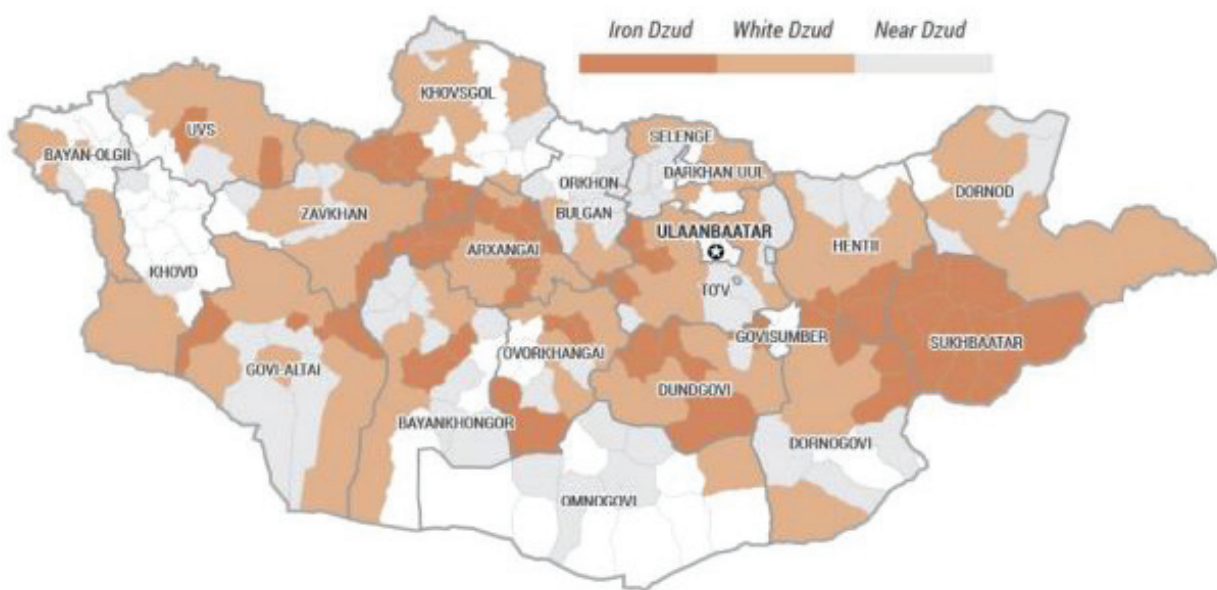 Iron Dzud White Dzud Near Dzud
KHOVSGOL
UVS
SELENGE
BAYAN-OLGII
DARKHAN UUL
ORKHON
DORNOD
ZAVKHAN
BULGAN
ULAANBAATAR
HENTII
ARXANGAI
KHOVD
TO'V
GOVISUMBER
SUKHBAATAR
OVORKHANGAI
GOVI-ALTAI
DUNDGOVI
BAYANKHONGOR
DORNOGOVI
OMNOGOVI